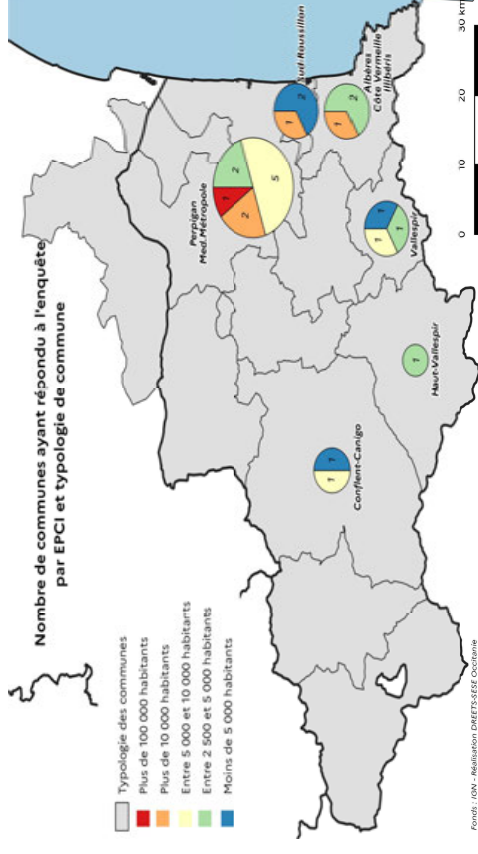 Nombre de communes ayant répondu à l'enquête
par EPCI et typologie de commune
Typologie des communes
Plus de 100 000 habitants
Plus de 10 000 habitants
Entre 5 000 et 10 000 habitants
Entre 2 500 et 5 000 habitants
Moins de 5 000 habitants
Perpigan
Med.Métropole
1
2
2
5
Sud-Roussillon
1
2
Albères
Côte Vermeille
Illibéris
1
2
Vallespir
1
1
1
Haut-Vallespir
1
Conflent-Canigo
1
1
0 10 20 30 km
Fonds : IGN - Réalisation DREETS-SESE Occitanie